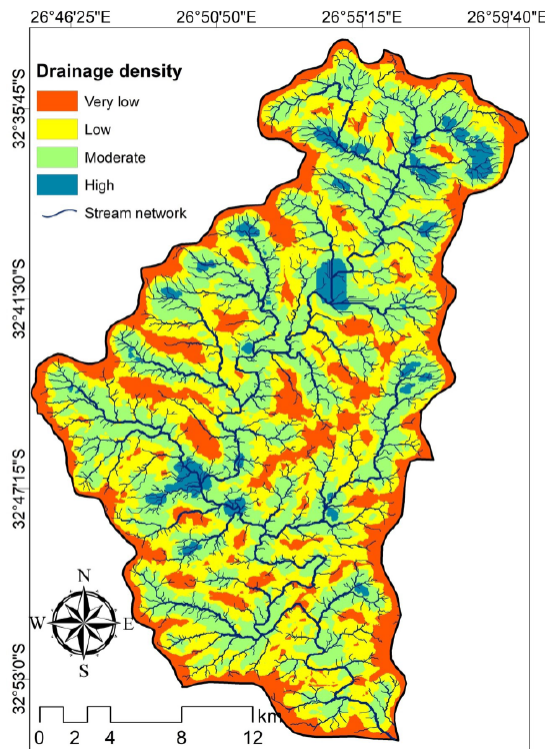 26°46'25"E 26°50'50"E 26°55'15"E 26°59'40"E
Drainage density
Very low
Low
Moderate
High
Stream network
32°35'45"S
32°41'30"S
32°47'15"S
32°53'0"S
N
W E
S
km
0 2 4 8 12